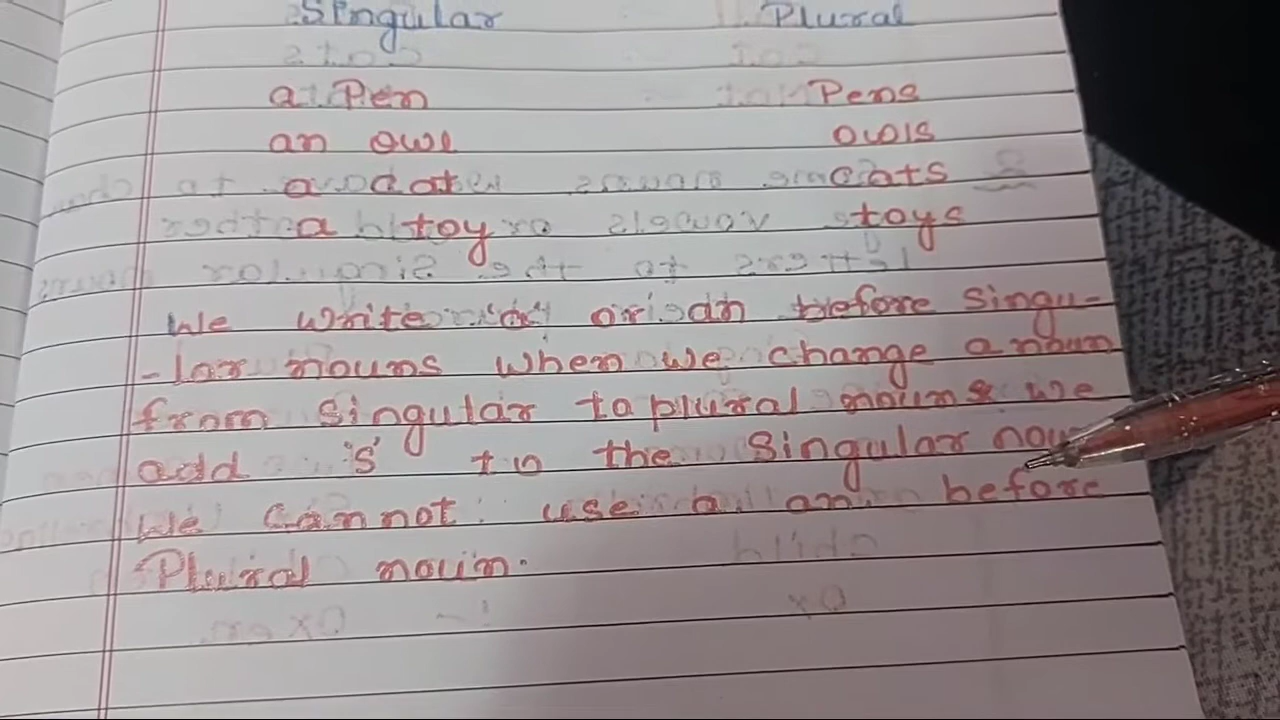 Singular Plural
a Pen Pens
an owl owls
a cat cats
a toy toys
We write 'a' or an before singu-
-lar nouns when we change a noun
from singular to plural nouns we
add 's' to the singular
We cannot use a an before
Plural noun.